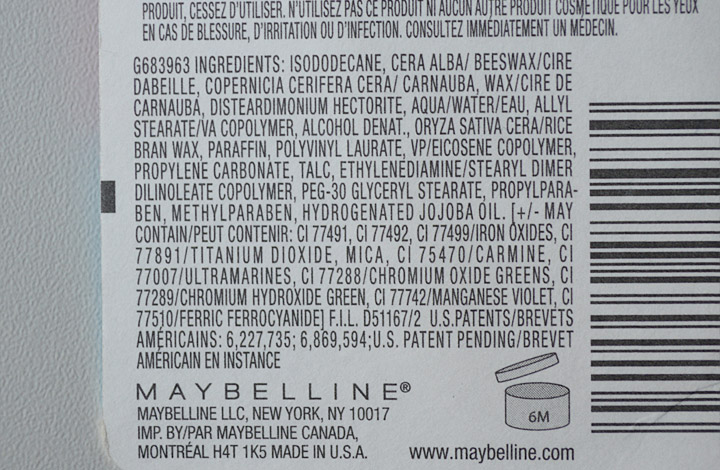 PRODUIT, CESSEZ D'UTILISER. N'UTILISEZ PAS CE PRODUIT NI AUCUN AUTRE PRODUIT COSMÉTIQUE POUR LES YEUX
EN CAS DE BLESSURE, D'IRRITATION OU D'INFECTION. CONSULTEZ IMMÉDIATEMENT UN MÉDECIN.
G683963 INGREDIENTS: ISODODECANE, CERA ALBA/ BEESWAX/CIRE
DABEILLE, COPERNICIA CERIFERA CERA/ CARNAUBA, WAX/CIRE DE
CARNAUBA, DISTEARDIMONIUM HECTORITE, AQUA/WATER/EAU, ALLYL
STEARATE/VA COPOLYMER, ALCOHOL DENAT., ORYZA SATIVA CERA/RICE
BRAN WAX, PARAFFIN, POLYVINYL LAURATE, VP/EICOSENE COPOLYMER,
PROPYLENE CARBONATE, TALC, ETHYLENEDIAMINE/STEARYL DIMER
DILINOLEATE COPOLYMER, PEG-30 GLYCERYL STEARATE, PROPYLPARA-
BEN, METHYLPARABEN, HYDROGENATED JOJOBA OIL. [+/- MAY
CONTAIN/PEUT CONTENIR: CI 77491, CI 77492, CI 77499/IRON OXIDES, CI
77891/TITANIUM DIOXIDE, MICA, CI 75470/CARMINE, CI
77007/ULTRAMARINES, CI 77288/CHROMIUM OXIDE GREENS, CI
77289/CHROMIUM HYDROXIDE GREEN, CI 77742/MANGANESE VIOLET, CI
77510/FERRIC FERROCYANIDE] F.I.L. D51167/2 U.S.PATENTS/BREVETS
AMÉRICAINS: 6,227,735; 6,869,594;U.S. PATENT PENDING/BREVET
AMÉRICAIN EN INSTANCE
MAYBELLINE®
MAYBELLINE LLC, NEW YORK, NY 10017
IMP. BY/PAR MAYBELLINE CANADA,
MONTRÉAL H4T 1K5 MADE IN U.S.A.
6M
www.maybelline.com